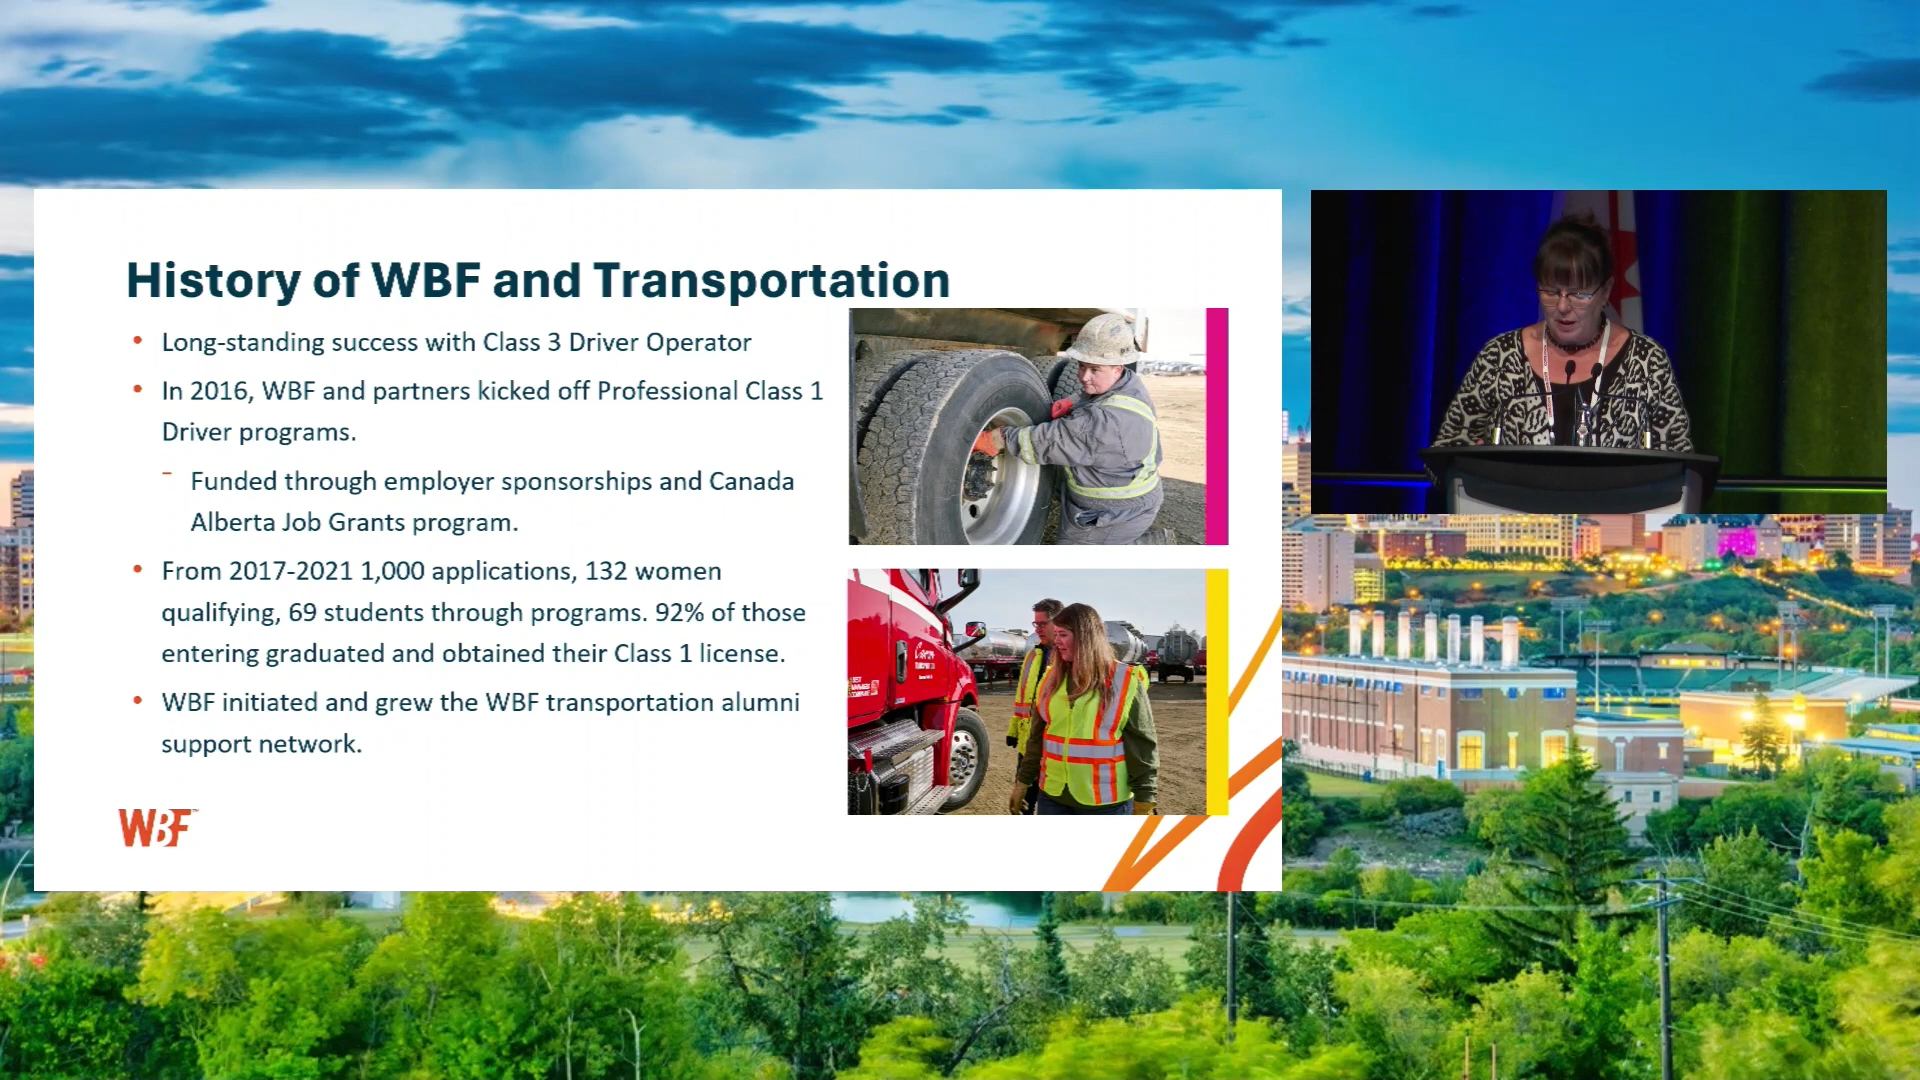 History of WBF and Transportation
• Long-standing success with Class 3 Driver Operator
• In 2016, WBF and partners kicked off Professional Class 1
Driver programs.
– Funded through employer sponsorships and Canada
Alberta Job Grants program.
• From 2017-2021 1,000 applications, 132 women
qualifying, 69 students through programs. 92% of those
entering graduated and obtained their Class 1 license.
• WBF initiated and grew the WBF transportation alumni
support network.
WBF™